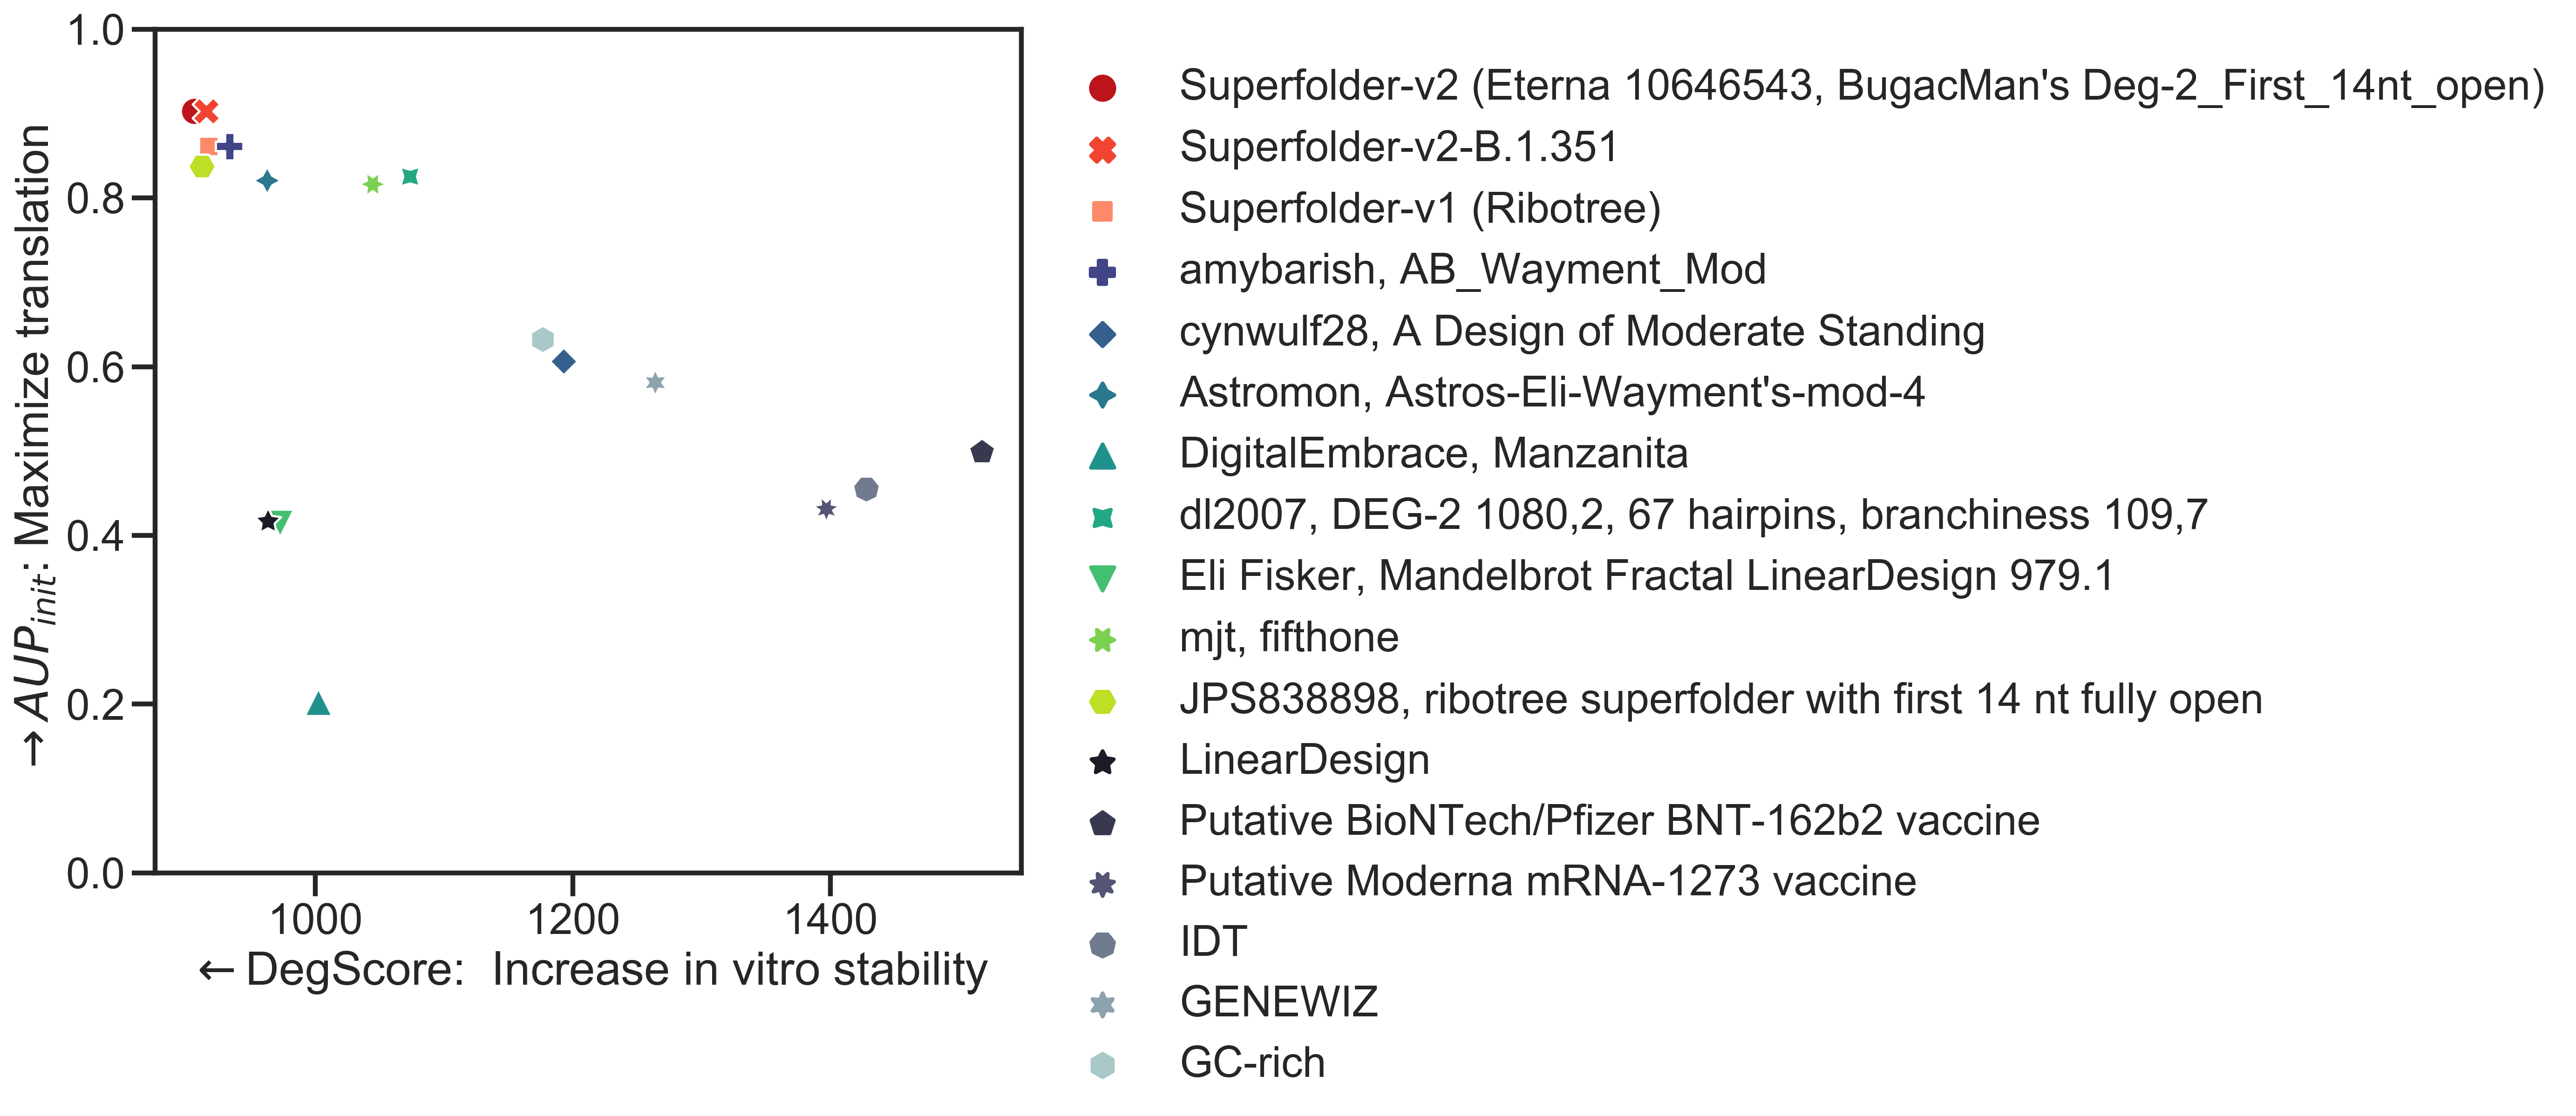 1.0
0.8
0.6
0.4
0.2
0.0
→ AUPinit: Maximize translation
1000 1200 1400
← DegScore: Increase in vitro stability
Superfolder-v2 (Eterna 10646543, BugacMan's Deg-2_First_14nt_open)
Superfolder-v2-B.1.351
Superfolder-v1 (Ribotree)
amybarish, AB_Wayment_Mod
cynwulf28, A Design of Moderate Standing
Astromon, Astros-Eli-Wayment's-mod-4
DigitalEmbrace, Manzanita
dl2007, DEG-2 1080,2, 67 hairpins, branchiness 109,7
Eli Fisker, Mandelbrot Fractal LinearDesign 979.1
mjt, fifthone
JPS838898, ribotree superfolder with first 14 nt fully open
LinearDesign
Putative BioNTech/Pfizer BNT-162b2 vaccine
Putative Moderna mRNA-1273 vaccine
IDT
GENEWIZ
GC-rich